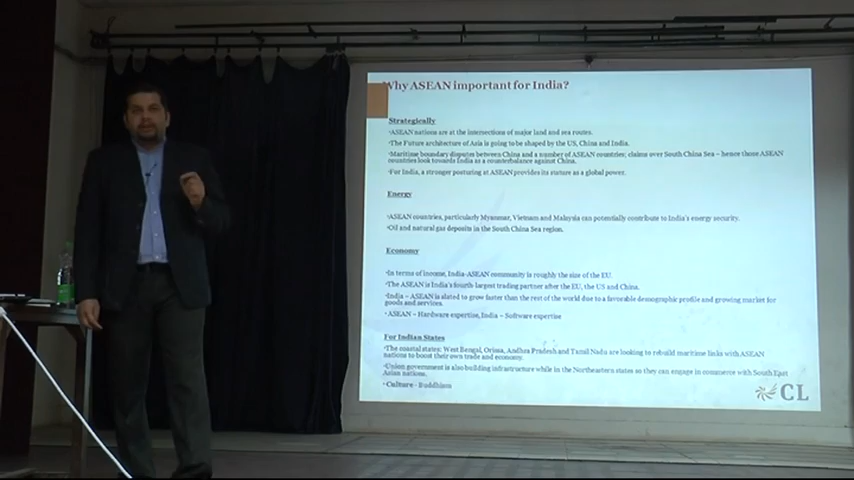 Why ASEAN important for India?
Strategically
•ASEAN nations are at the intersections of major land and sea routes.
•The Future architecture of Asia is going to be shaped by the US, China and India.
•Maritime boundary disputes between China and a number of ASEAN countries; claims over South China Sea – hence those ASEAN
countries look towards India as a counterbalance against China.
•For India, a stronger posturing at ASEAN provides its stature as a global power.
Energy
•ASEAN countries, particularly Myanmar, Vietnam and Malaysia can potentially contribute to India's energy security.
•Oil and natural gas deposits in the South China Sea region.
Economy
•In terms of income, India-ASEAN community is roughly the size of the EU.
•The ASEAN is India's fourth-largest trading partner after the EU, the US and China.
•India – ASEAN is slated to grow faster than the rest of the world due to a favorable demographic profile and growing market for
goods and services.
•ASEAN – Hardware expertise, India – Software expertise
For Indian States
•The coastal states: West Bengal, Orissa, Andhra Pradesh and Tamil Nadu are looking to rebuild maritime links with ASEAN
nations to boost their own trade and economy.
•Union government is also building infrastructure while in the Northeastern states so they can engage in commerce with South East
Asian nations.
•Culture - Buddhism
CL